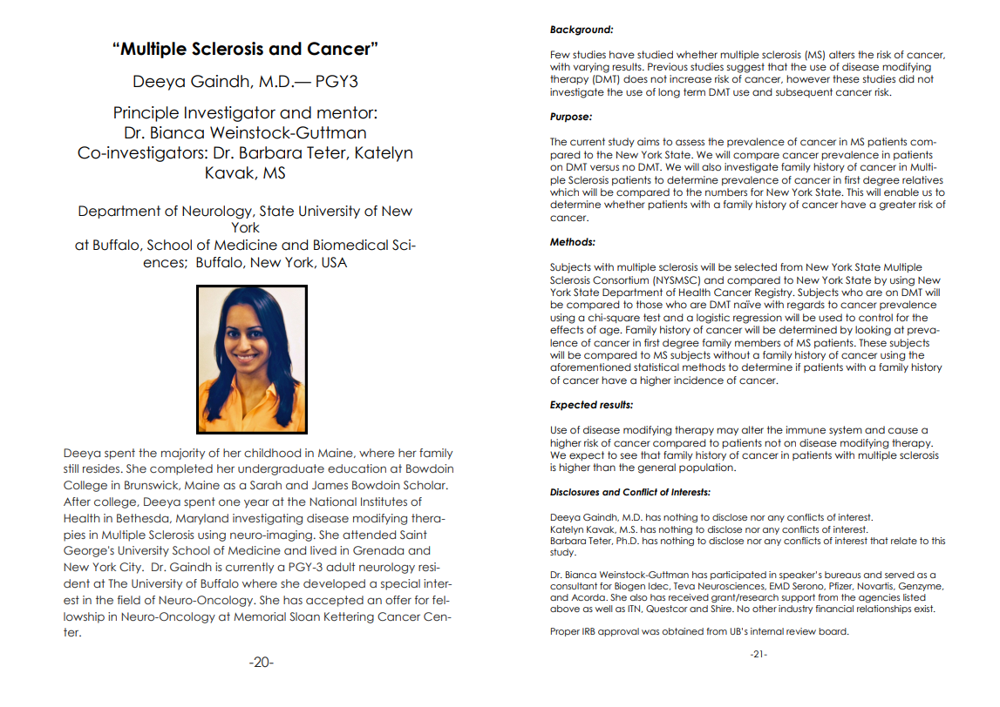 “Multiple Sclerosis and Cancer”
Deeya Gaindh, M.D.— PGY3
Principle Investigator and mentor:
Dr. Bianca Weinstock-Guttman
Co-investigators: Dr. Barbara Teter, Katelyn
Kavak, MS
Department of Neurology, State University of New
York
at Buffalo, School of Medicine and Biomedical Sci-
ences;  Buffalo, New York, USA
Deeya spent the majority of her childhood in Maine, where her family
still resides. She completed her undergraduate education at Bowdoin
College in Brunswick, Maine as a Sarah and James Bowdoin Scholar.
After college, Deeya spent one year at the National Institutes of
Health in Bethesda, Maryland investigating disease modifying thera-
pies in Multiple Sclerosis using neuro-imaging. She attended Saint
George's University School of Medicine and lived in Grenada and
New York City.  Dr. Gaindh is currently a PGY-3 adult neurology resi-
dent at The University of Buffalo where she developed a special inter-
est in the field of Neuro-Oncology. She has accepted an offer for fel-
lowship in Neuro-Oncology at Memorial Sloan Kettering Cancer Cen-
ter.
-20-
Background:
Few studies have studied whether multiple sclerosis (MS) alters the risk of cancer,
with varying results. Previous studies suggest that the use of disease modifying
therapy (DMT) does not increase risk of cancer, however these studies did not
investigate the use of long term DMT use and subsequent cancer risk.
Purpose:
The current study aims to assess the prevalence of cancer in MS patients com-
pared to the New York State. We will compare cancer prevalence in patients
on DMT versus no DMT. We will also investigate family history of cancer in Multi-
ple Sclerosis patients to determine prevalence of cancer in first degree relatives
which will be compared to the numbers for New York State. This will enable us to
determine whether patients with a family history of cancer have a greater risk of
cancer.
Methods:
Subjects with multiple sclerosis will be selected from New York State Multiple
Sclerosis Consortium (NYSMSC) and compared to New York State by using New
York State Department of Health Cancer Registry. Subjects who are on DMT will
be compared to those who are DMT naïve with regards to cancer prevalence
using a chi-square test and a logistic regression will be used to control for the
effects of age. Family history of cancer will be determined by looking at preva-
lence of cancer in first degree family members of MS patients. These subjects
will be compared to MS subjects without a family history of cancer using the
aforementioned statistical methods to determine if patients with a family history
of cancer have a higher incidence of cancer.
Expected results:
Use of disease modifying therapy may alter the immune system and cause a
higher risk of cancer compared to patients not on disease modifying therapy.
We expect to see that family history of cancer in patients with multiple sclerosis
is higher than the general population.
Disclosures and Conflict of Interests:
Deeya Gaindh, M.D. has nothing to disclose nor any conflicts of interest.
Katelyn Kavak, M.S. has nothing to disclose nor any conflicts of interest.
Barbara Teter, Ph.D. has nothing to disclose nor any conflicts of interest that relate to this
study.
Dr. Bianca Weinstock-Guttman has participated in speaker’s bureaus and served as a
consultant for Biogen Idec, Teva Neurosciences, EMD Serono, Pfizer, Novartis, Genzyme,
and Acorda. She also has received grant/research support from the agencies listed
above as well as ITN, Questcor and Shire. No other industry financial relationships exist.
Proper IRB approval was obtained from UB’s internal review board.
-21-